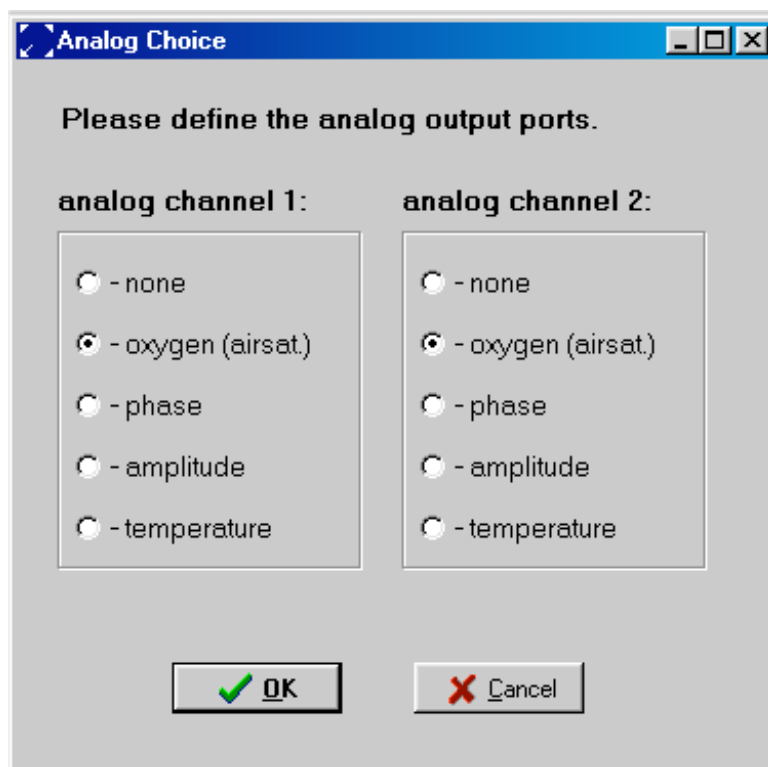 Analog Choice
Please define the analog output ports.
analog channel 1:
- none
- oxygen (airsat.)
- phase
- amplitude
- temperature
analog channel 2:
- none
- oxygen (airsat.)
- phase
- amplitude
- temperature
OK
Cancel